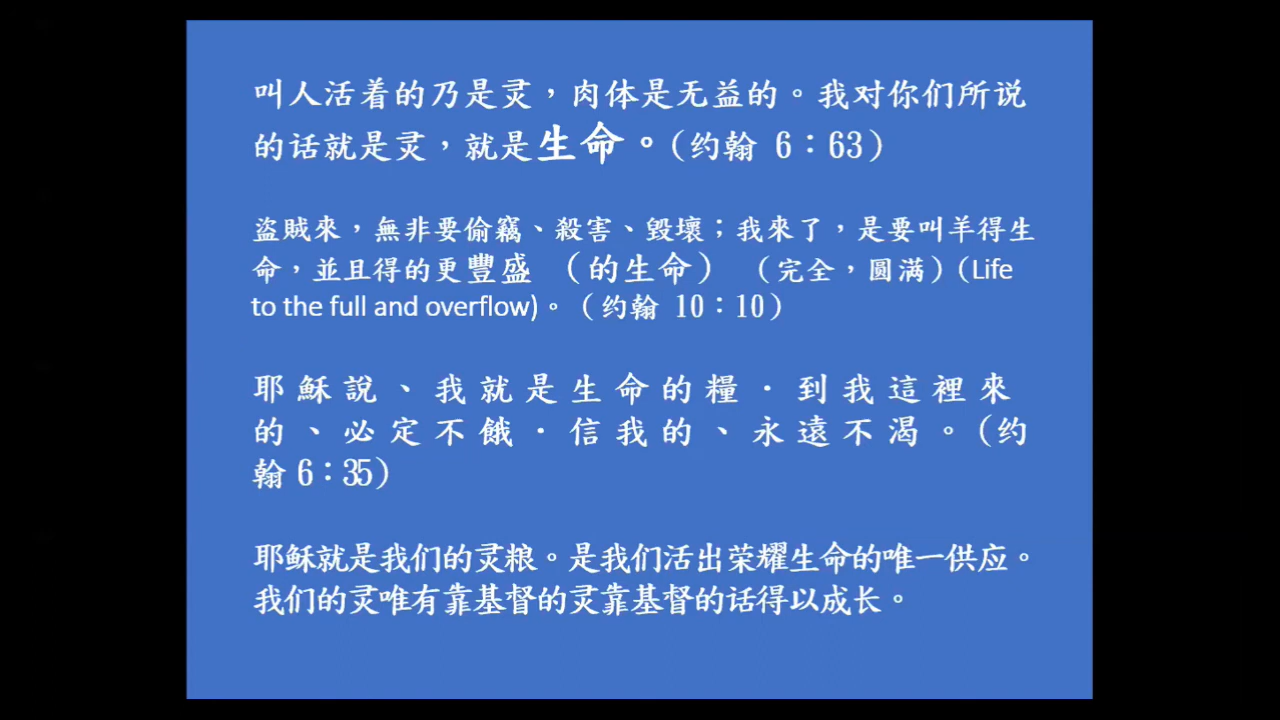 叫人活着的乃是灵，肉体是无益的。我对你们所说
的话就是灵，就是生命。(约翰 6：63)
盜賊來，無非要偷竊、殺害、毀壞；我來了，是要叫羊得生
命，並且得的更豐盛 （的生命） （完全，圓满）(Life
to the full and overflow)。（约翰 10：10）
耶穌說、我就是生命的糧．到我這裡來
的、必定不餓．信我的、永遠不渴。(约
翰 6：35)
耶稣就是我们的灵粮。是我们活出荣耀生命的唯一供应。
我们的灵唯有靠基督的灵靠基督的话得以成长。